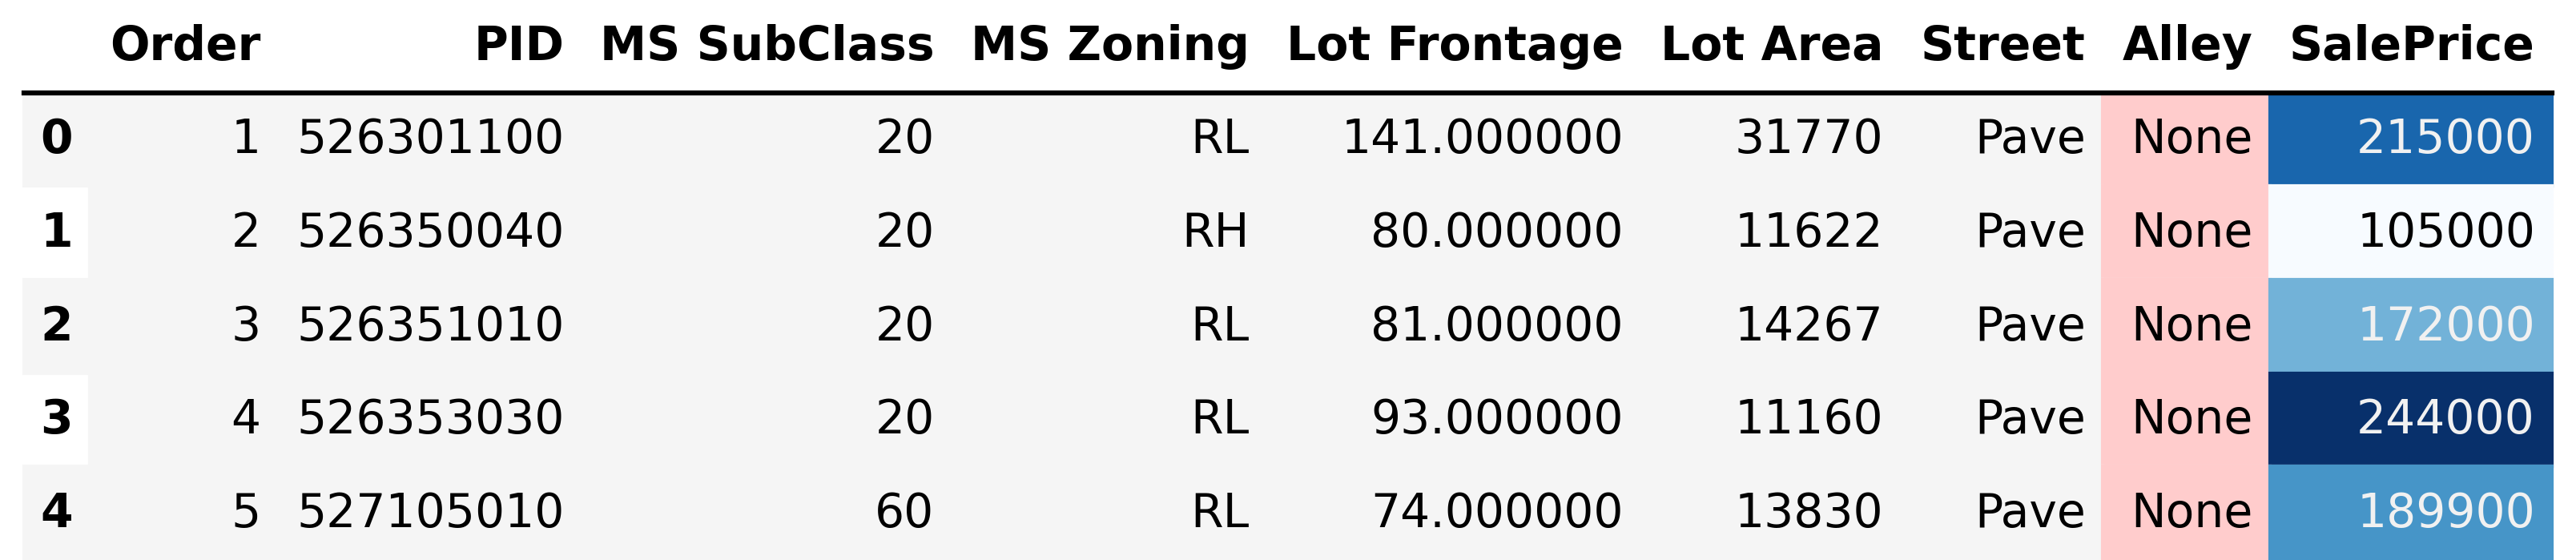 Order PID MS SubClass MS Zoning Lot Frontage Lot Area Street Alley SalePrice
0 1 526301100 20 RL 141.000000 31770 Pave None 215000
1 2 526350040 20 RH 80.000000 11622 Pave None 105000
2 3 526351010 20 RL 81.000000 14267 Pave None 172000
3 4 526353030 20 RL 93.000000 11160 Pave None 244000
4 5 527105010 60 RL 74.000000 13830 Pave None 189900